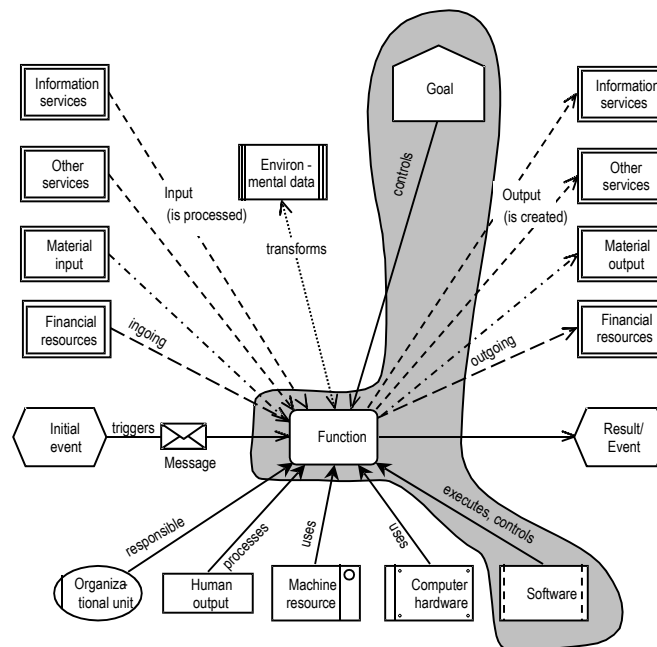 Goal
Information
services
Information
services
Other
services
Environ -
mental data
Other
services
controls
Input
(is processed)
Output
(is created)
transforms
Material
input
Material
output
Financial
resources
ingoing
outgoing
Financial
resources
Initial
event
triggers
Message
Function
Result/
Event
responsible
processes
uses
uses
executes, controls
Organiza
tional unit
Human
output
Machine
resource
Computer
hardware
Software